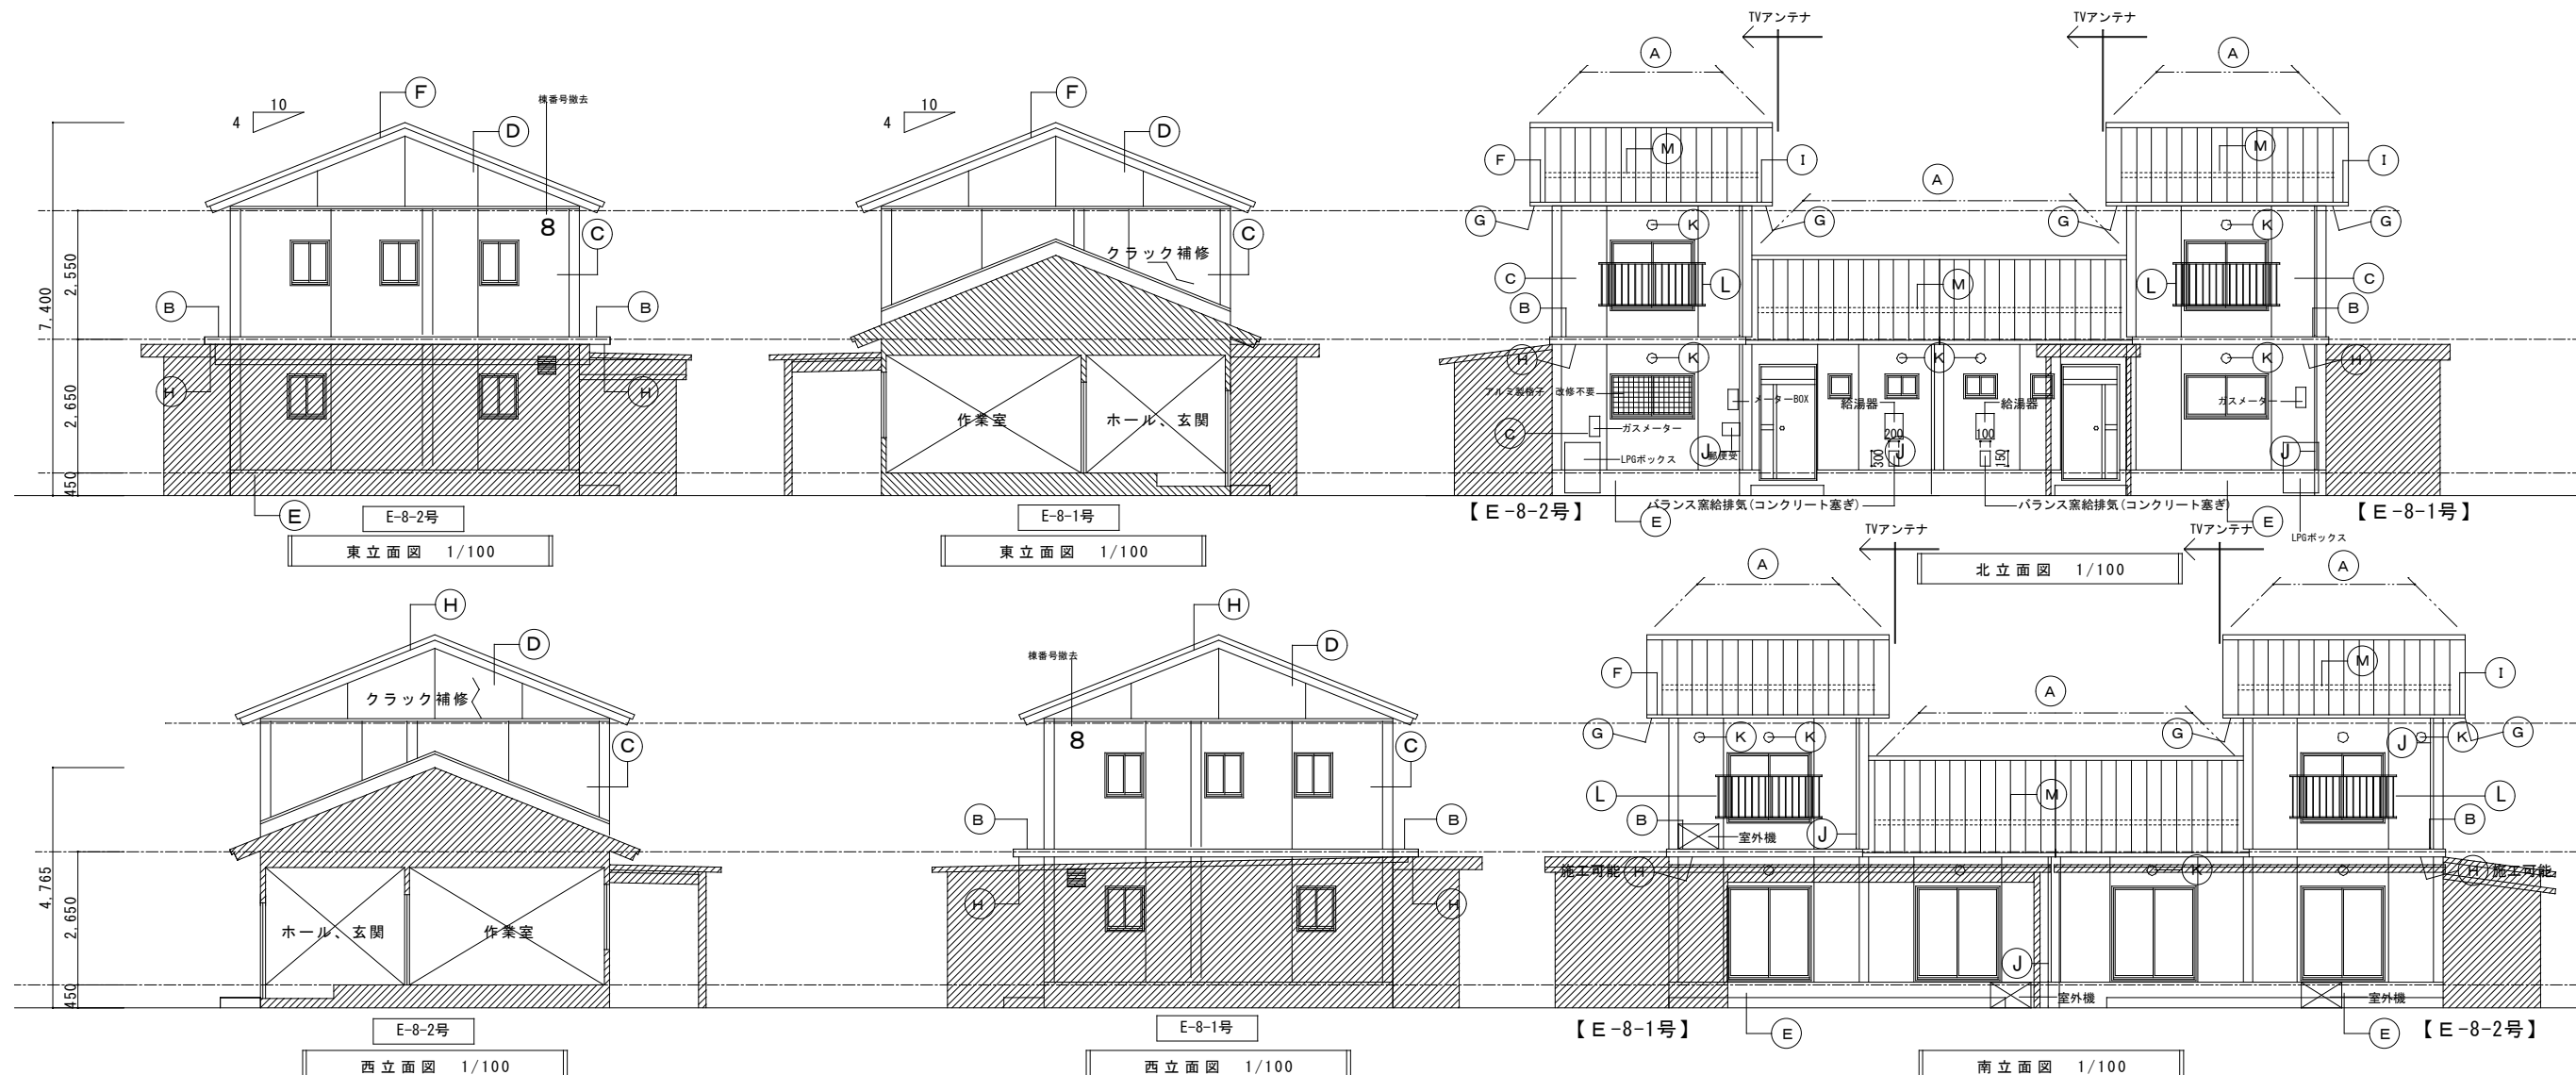 F
10
4
棟番号撤去
D
8
C
7,400
2,550
2,650
450
B
B
H
H
E
E-8-2号
東立面図 1/100
F
10
4
D
C
クラック補修
作業室
ホール、玄関
E-8-1号
東立面図 1/100
TVアンテナ
TVアンテナ
A
A
F
M
I
A
M
I
G
K
G
G
K
G
C
L
M
L
C
B
B
H
K
K
K
H
アルミ製格子 改修不要
メーターBOX
給湯器
給湯器
ガスメーター
C
ガスメーター
200
100
J
郵便受
J
J
LPGボックス
300
150
バランス窯給排気(コンクリート塞ぎ)
バランス窯給排気(コンクリート塞ぎ)
【E-8-2号】
E
E
【E-8-1号】
LPGボックス
北立面図 1/100
H
D
クラック補修
C
4,765
2,650
450
ホール、玄関
作業室
E-8-2号
西立面図 1/100
H
棟番号撤去
D
8
C
B
B
H
H
E-8-1号
西立面図 1/100
TVアンテナ
TVアンテナ
A
A
F
M
I
A
G
K
K
G
J
K
G
L
M
L
B
室外機
J
B
施工可能
H
K
H
施工可能
J
室外機
室外機
【E-8-1号】
E
E
【E-8-2号】
南立面図 1/100